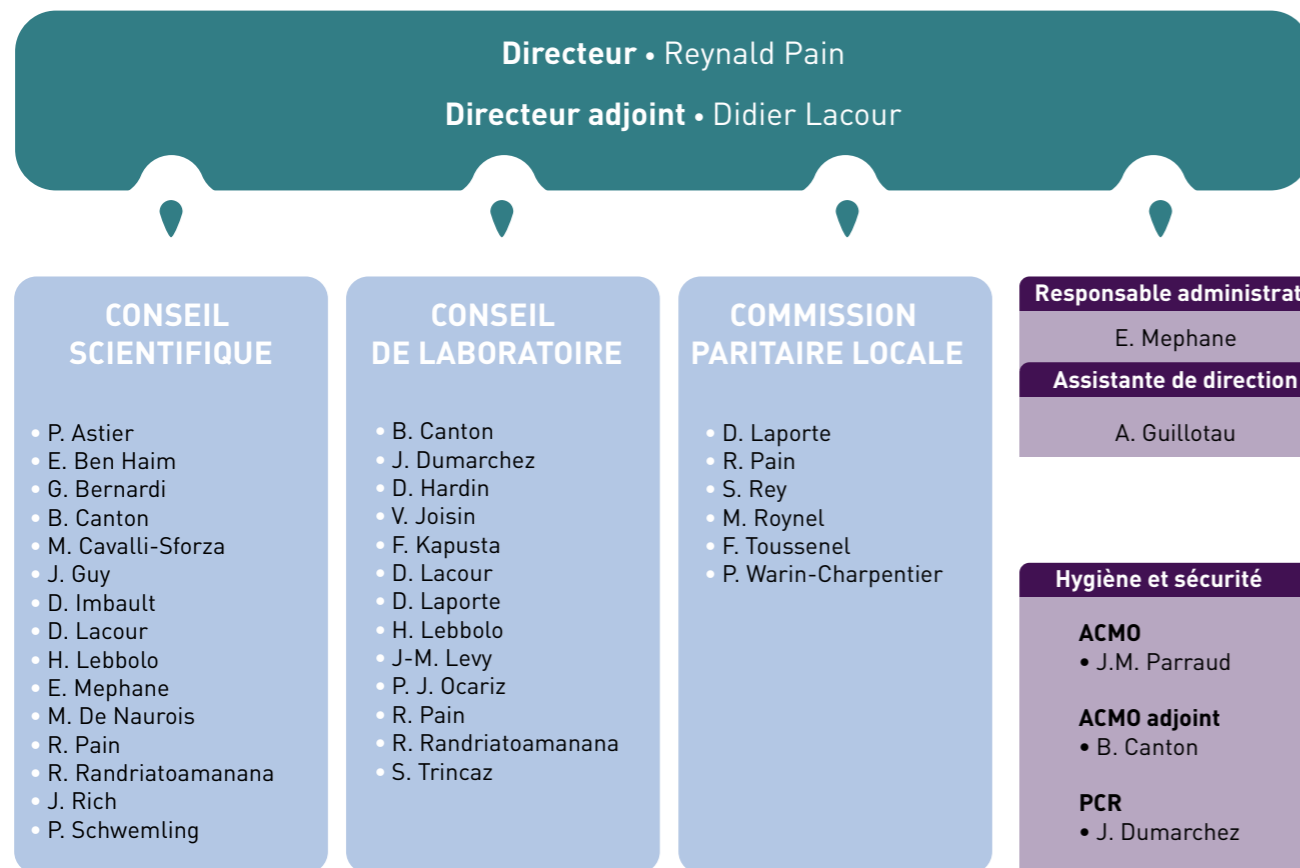 Directeur • Reynald Pain
Directeur adjoint • Didier Lacour
CONSEIL
SCIENTIFIQUE
• P. Astier
• E. Ben Haim
• G. Bernardi
• B. Canton
• M. Cavalli-Sforza
• J. Guy
• D. Imbault
• D. Lacour
• H. Lebbolo
• E. Mephane
• M. De Naurois
• R. Pain
• R. Randriatoamanana
• J. Rich
• P. Schwemling
CONSEIL
DE LABORATOIRE
• B. Canton
• J. Dumarchez
• D. Hardin
• V. Joisin
• F. Kapusta
• D. Lacour
• D. Laporte
• H. Lebbolo
• J-M. Levy
• P. J. Ocariz
• R. Pain
• R. Randriatoamanana
• S. Trincaz
COMMISSION
PARITAIRE LOCALE
• D. Laporte
• R. Pain
• S. Rey
• M. Roynel
• F. Toussenel
• P. Warin-Charpentier
Responsable administrat
E. Mephane
Assistante de direction
A. Guillotau
Hygiène et sécurité
ACMO
• J.M. Parraud
ACMO adjoint
• B. Canton
PCR
• J. Dumarchez